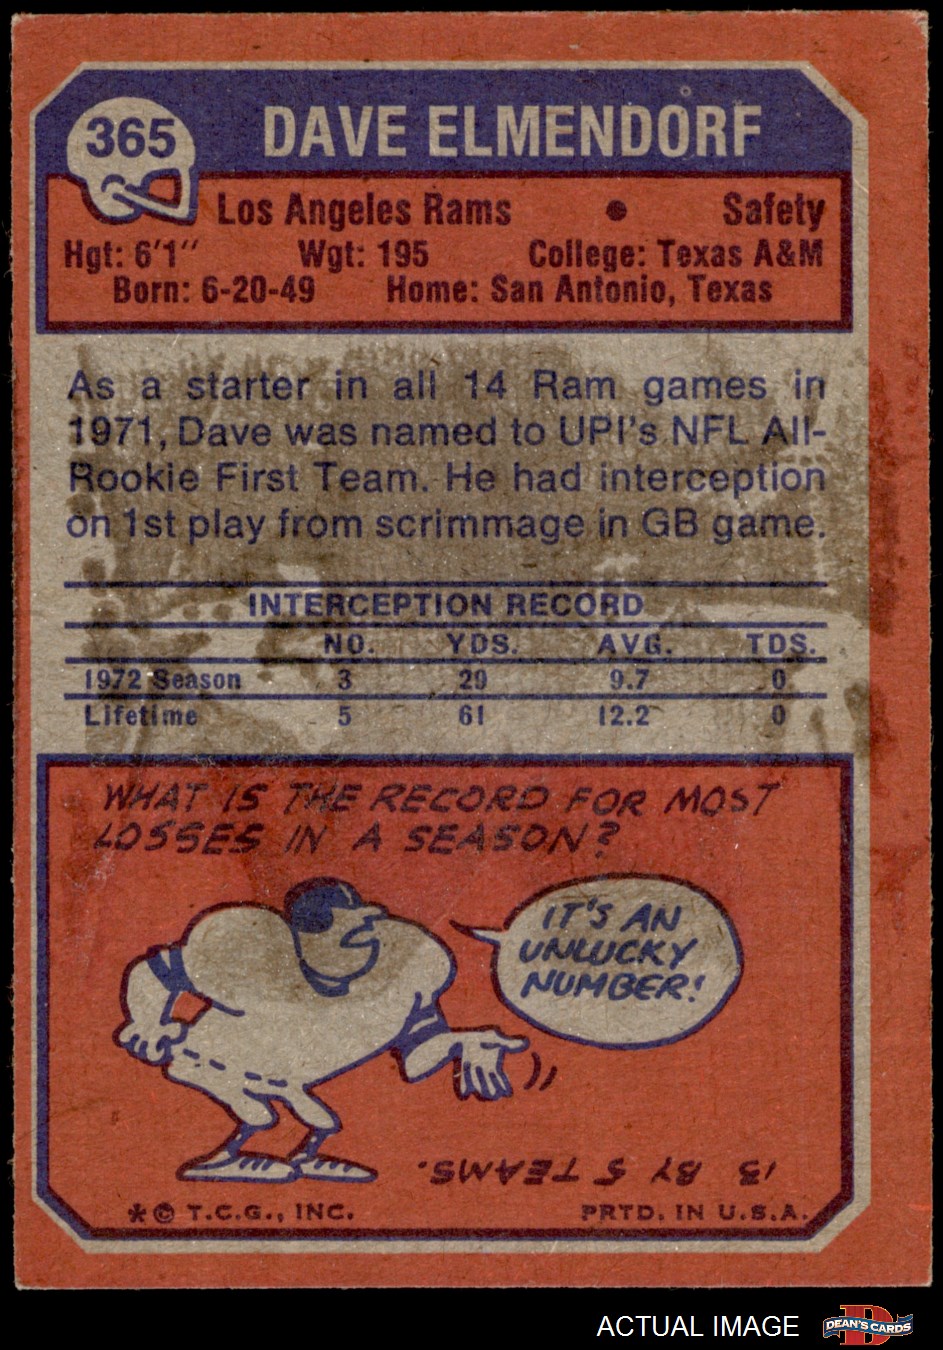 365
DAVE ELMENDORF
Los Angeles Rams • Safety
Hgt: 6'1" Wgt: 195 College: Texas A&M
Born: 6-20-49 Home: San Antonio, Texas
As a starter in all 14 Ram games in
1971, Dave was named to UPI's NFL All-
Rookie First Team. He had interception
on 1st play from scrimmage in GB game.
INTERCEPTION RECORD
NO. YDS. AVG. TDS.
1972 Season 3 29 9.7 0
Lifetime 5 61 12.2 0
WHAT IS THE RECORD FOR MOST
LOSSES IN A SEASON?
IT'S AN
UNLUCKY
NUMBER!
13 BY 5 TEAMS.
* © T.C.G., INC. PRTD. IN U.S.A.
ACTUAL IMAGE
DEAN'S CARDS